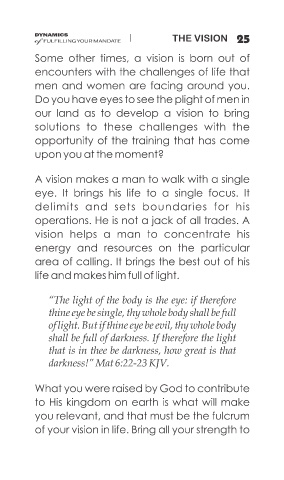 DYNAMICS
of FULFILLING YOUR MANDATE | THE VISION 25
Some other times, a vision is born out of
encounters with the challenges of life that
men and women are facing around you.
Do you have eyes to see the plight of men in
our land as to develop a vision to bring
solutions to these challenges with the
opportunity of the training that has come
upon you at the moment?
A vision makes a man to walk with a single
eye. It brings his life to a single focus. It
delimits and sets boundaries for his
operations. He is not a jack of all trades. A
vision helps a man to concentrate his
energy and resources on the particular
area of calling. It brings the best out of his
life and makes him full of light.
"The light of the body is the eye: if therefore
thine eye be single, thy whole body shall be full
of light. But if thine eye be evil, thy whole body
shall be full of darkness. If therefore the light
that is in thee be darkness, how great is that
darkness!" Mat 6:22-23 KJV.
What you were raised by God to contribute
to His kingdom on earth is what will make
you relevant, and that must be the fulcrum
of your vision in life. Bring all your strength to